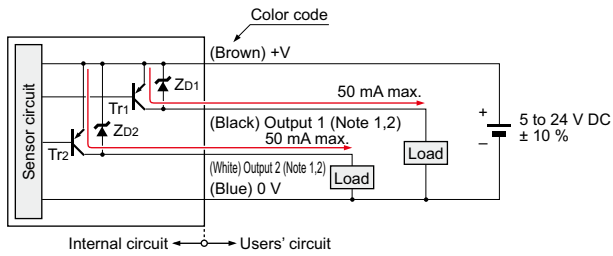 Color code
(Brown) +V
ZD1
Tr1
50 mA max.
(Black) Output 1 (Note 1,2)
ZD2
50 mA max.
Tr2
Sensor circuit
+
5 to 24 V DC
± 10 %
–
Load
(White) Output 2 (Note 1,2)
Load
(Blue) 0 V
Internal circuit
Users' circuit